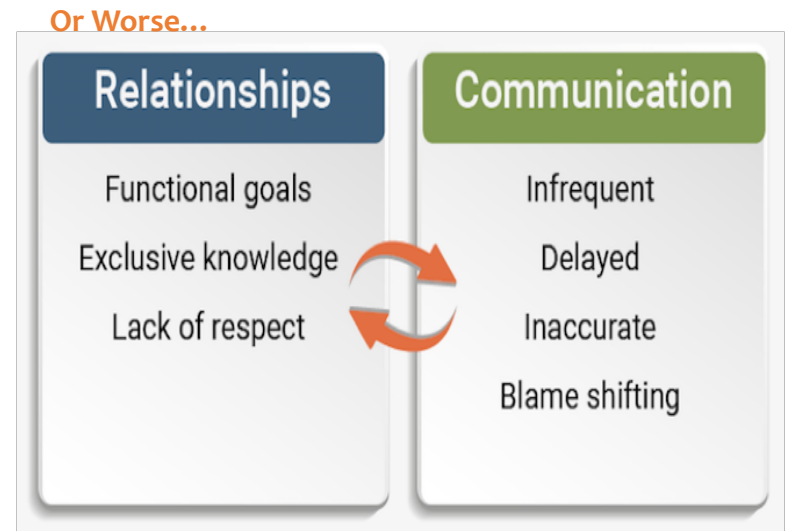 Or Worse...
Relationships
Functional goals
Exclusive knowledge
Lack of respect
Communication
Infrequent
Delayed
Inaccurate
Blame shifting